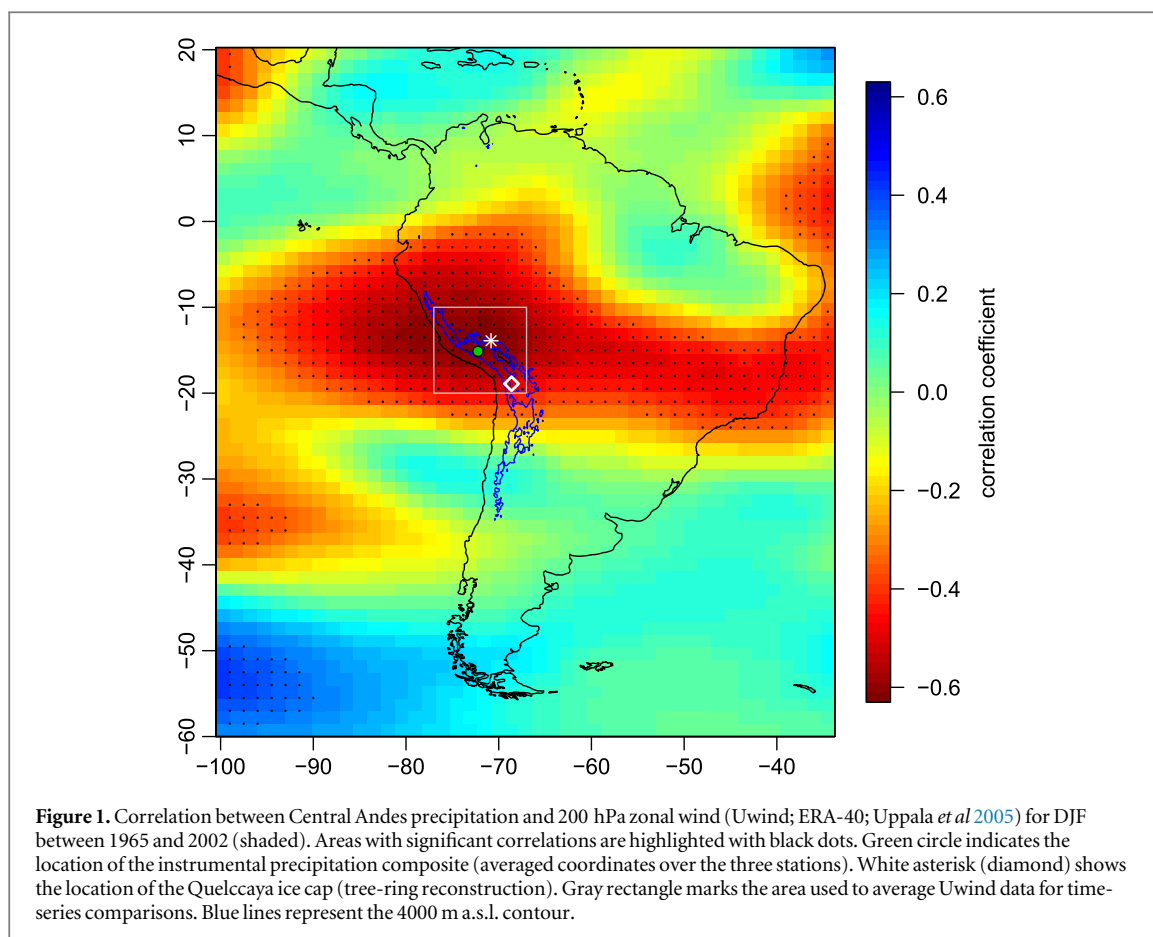 20
10
0
−10
−20
−30
−40
−50
−60
−100 −90 −80 −70 −60 −50 −40
0.6
0.4
0.2
0.0
−0.2
−0.4
−0.6
correlation coefficient
Figure 1. Correlation between Central Andes precipitation and 200 hPa zonal wind (Uwind; ERA-40; Uppala et al 2005) for DJF
between 1965 and 2002 (shaded). Areas with significant correlations are highlighted with black dots. Green circle indicates the
location of the instrumental precipitation composite (averaged coordinates over the three stations). White asterisk (diamond) shows
the location of the Quelccaya ice cap (tree-ring reconstruction). Gray rectangle marks the area used to average Uwind data for time-
series comparisons. Blue lines represent the 4000 m a.s.l. contour.